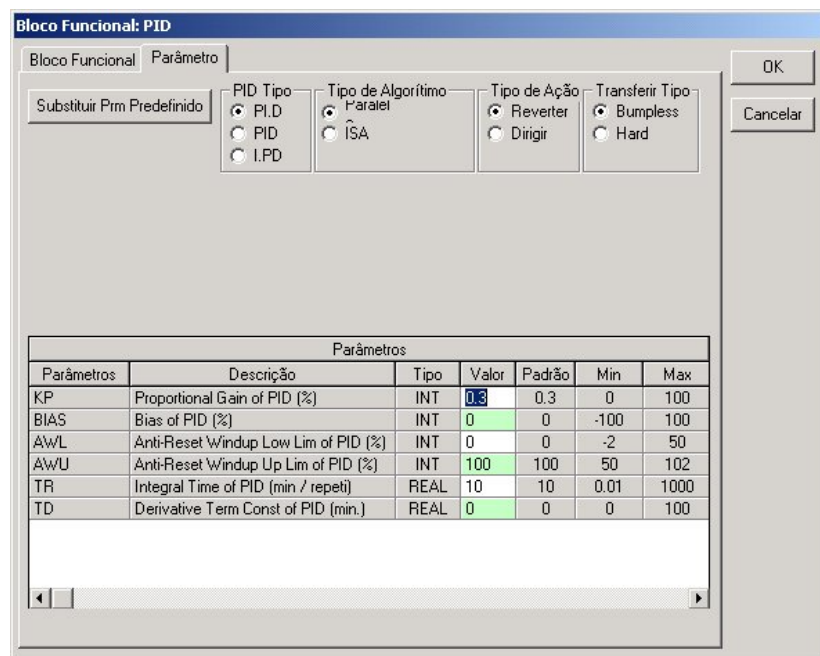 Bloco Funcional: PID
Bloco Funcional
Parâmetro
OK
Cancelar
Substituir Prm Predefinido
PID Tipo
PI.D
PID
I.PD
Tipo de Algorítimo
Paralel
ISA
Tipo de Ação
Reverter
Dirigir
Transferir Tipo
Bumpless
Hard
Parâmetros
Parâmetros Descrição Tipo Valor Padrão Min Max
KP Proportional Gain of PID (%) INT 0.3 0.3 0 100
BIAS Bias of PID (%) INT 0 0 -100 100
AWL Anti-Reset Windup Low Lim of PID (%) INT 0 0 -2 50
AWU Anti-Reset Windup Up Lim of PID (%) INT 100 100 50 102
TR Integral Time of PID (min / repeti) REAL 10 10 0.01 1000
TD Derivative Term Const of PID (min.) REAL 0 0 0 100